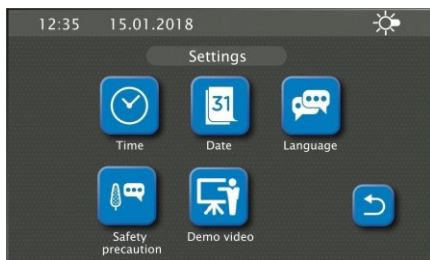 12:35 15.01.2018
Settings
31
Time Date Language
Safety Demo video
precaution